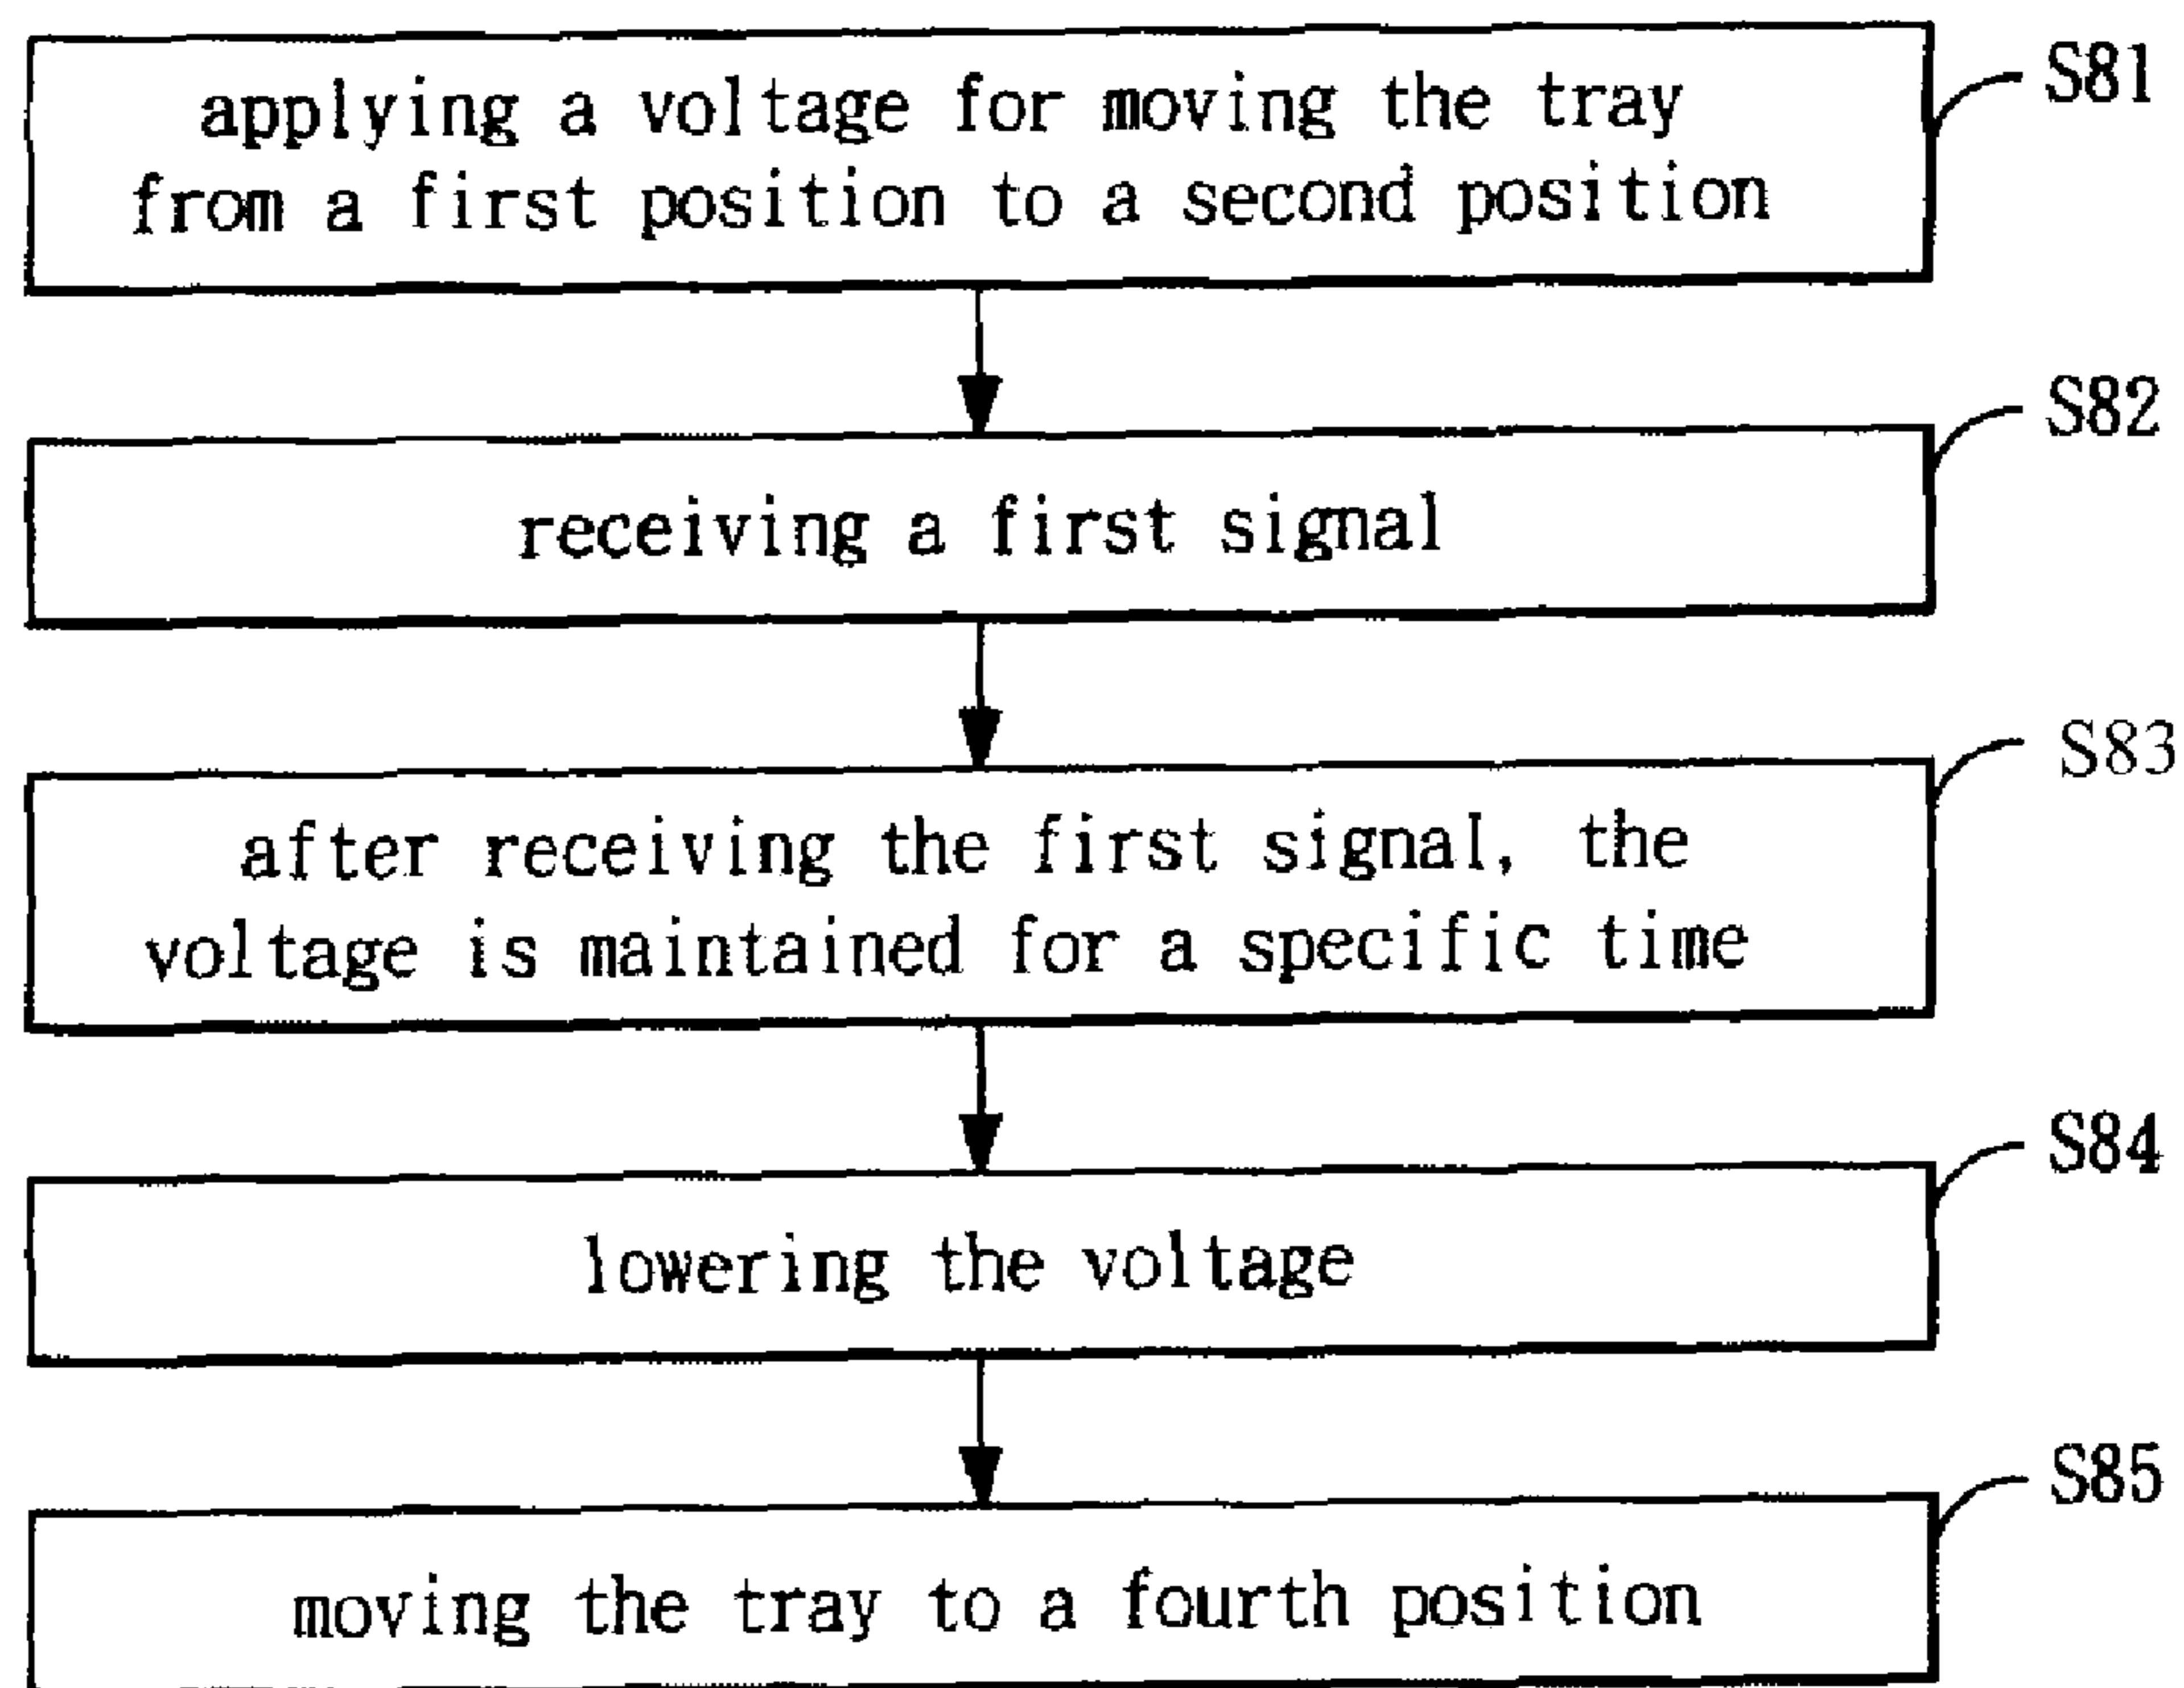 applying a voltage for moving the tray
from a first position to a second position
S81
receiving a first signal
S82
after receiving the first signal, the
voltage is maintained for a specific time
S83
lowering the voltage
S84
moving the tray to a fourth position
S85